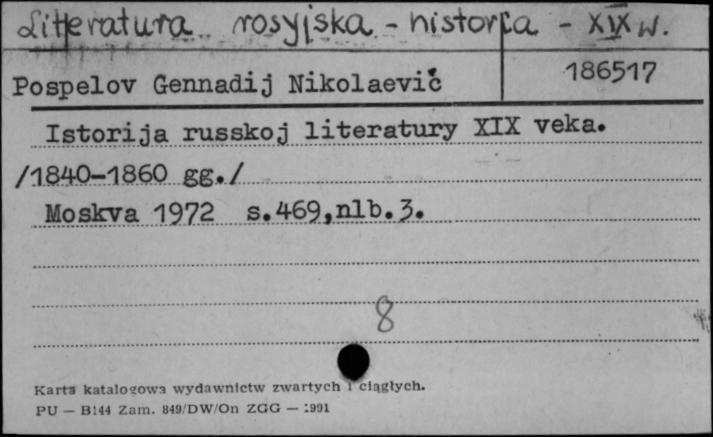 Literatura rosyjska - historia - XIX w.
Pospelov Gennadij Nikolaevič
186517
Istorija russkoj literatury XIX veka.
/1840-1860 gg./
Moskva 1972 s.469,nlb.3.
8
Karta katalogowa wydawnictw zwartych i ciągłych.
PU — B144 Zam. 849/DW/On ZGG — 1991